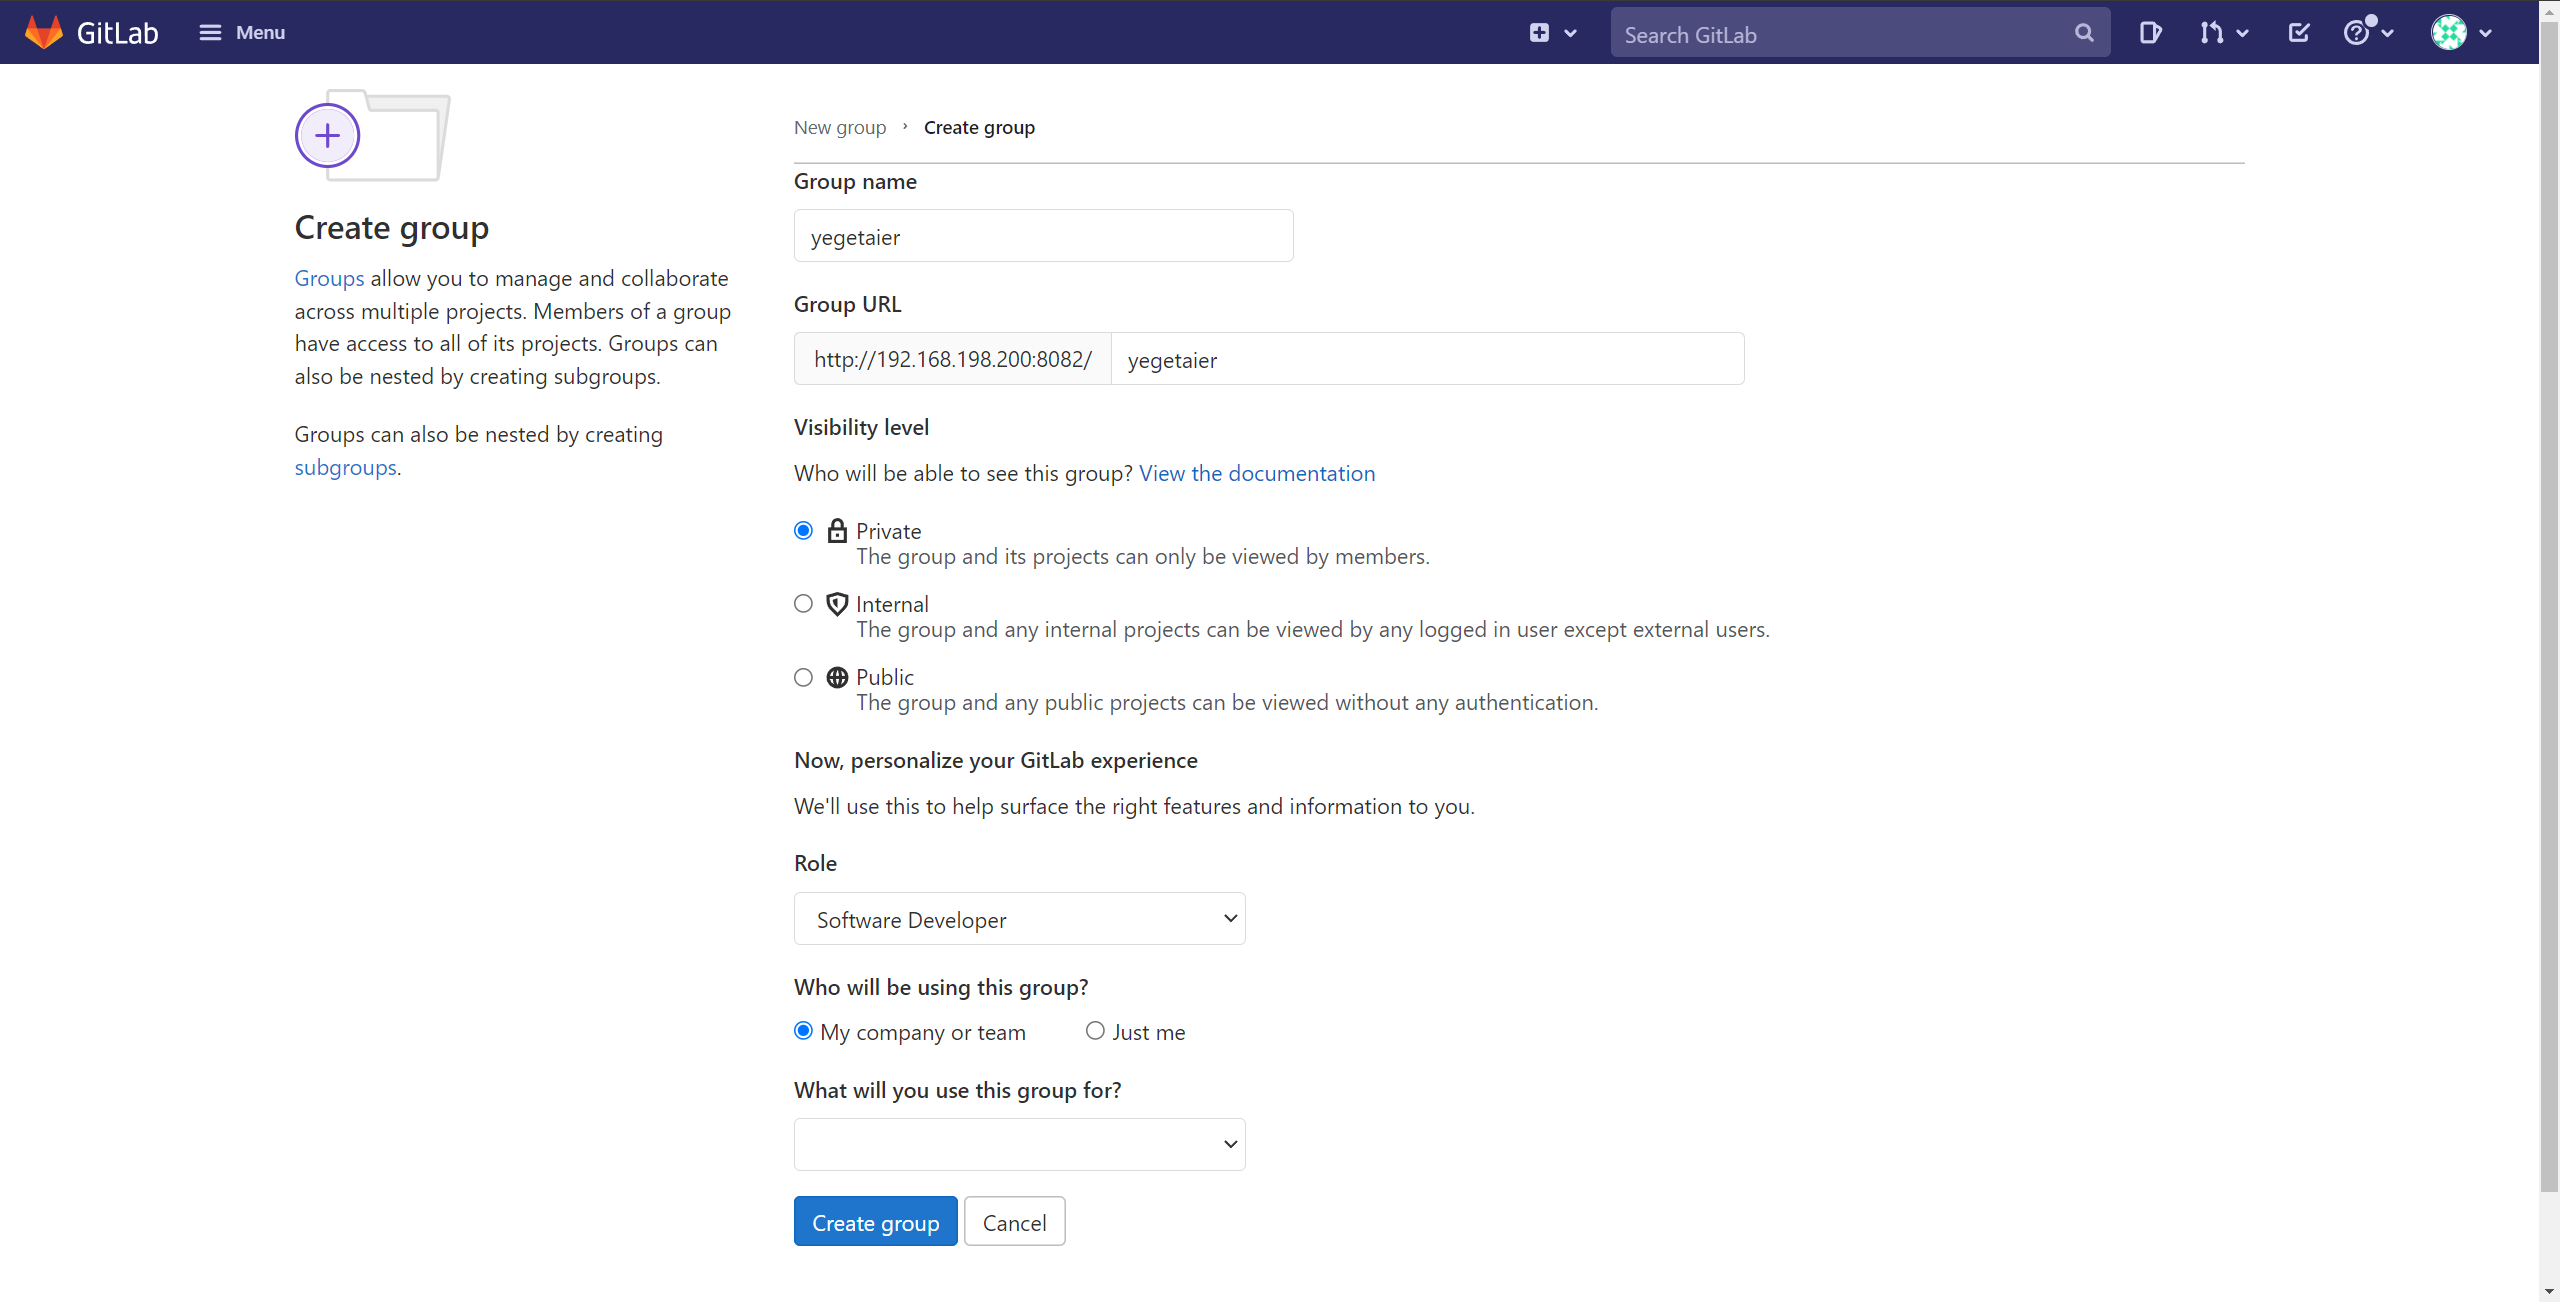 GitLab
Menu
Search GitLab
Create group
Groups allow you to manage and collaborate
across multiple projects. Members of a group
have access to all of its projects. Groups can
also be nested by creating subgroups.
Groups can also be nested by creating
subgroups.
New group › Create group
Group name
yegetaier
Group URL
http://192.168.198.200:8082/ yegetaier
Visibility level
Who will be able to see this group? View the documentation
Private
The group and its projects can only be viewed by members.
Internal
The group and any internal projects can be viewed by any logged in user except external users.
Public
The group and any public projects can be viewed without any authentication.
Now, personalize your GitLab experience
We'll use this to help surface the right features and information to you.
Role
Software Developer
Who will be using this group?
My company or team Just me
What will you use this group for?
Create group Cancel